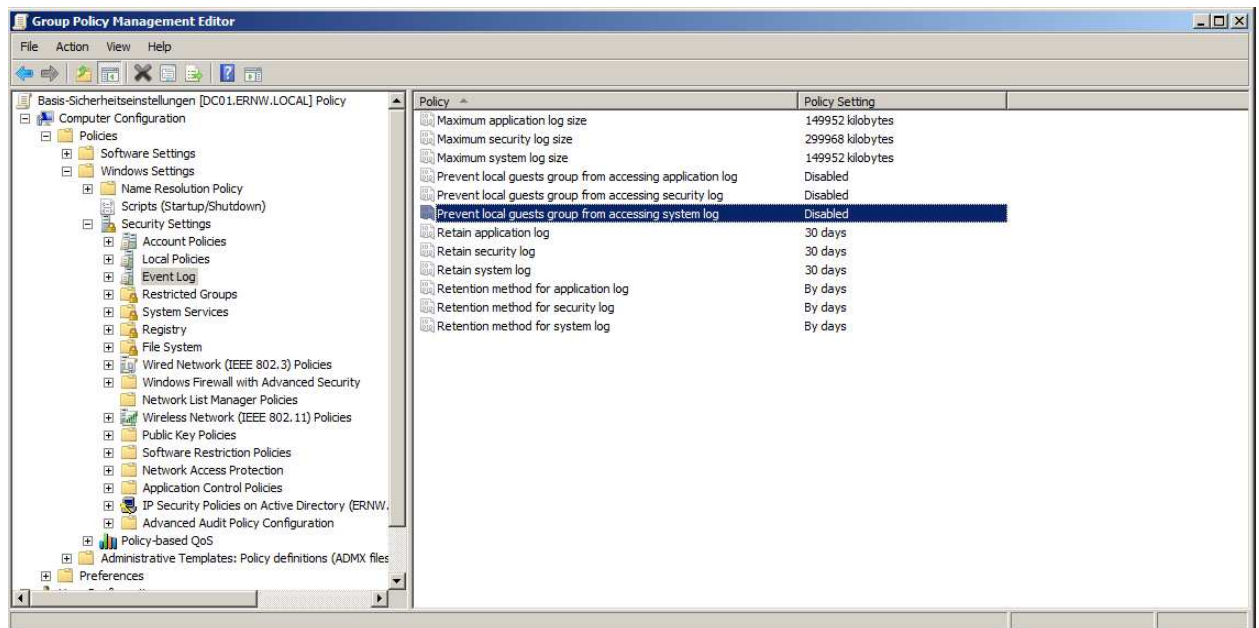 Group Policy Management Editor
File Action View Help
Basis-Sicherheitseinstellungen [DC01.ERNW.LOCAL] Policy
Computer Configuration
Policies
Software Settings
Windows Settings
Name Resolution Policy
Scripts (Startup/Shutdown)
Security Settings
Account Policies
Local Policies
Event Log
Restricted Groups
System Services
Registry
File System
Wired Network (IEEE 802.3) Policies
Windows Firewall with Advanced Security
Network List Manager Policies
Wireless Network (IEEE 802.11) Policies
Public Key Policies
Software Restriction Policies
Network Access Protection
Application Control Policies
IP Security Policies on Active Directory (ERNW.
Advanced Audit Policy Configuration
Policy-based QoS
Administrative Templates: Policy definitions (ADMX files
Preferences
Policy Policy Setting
Maximum application log size 149952 kilobytes
Maximum security log size 299968 kilobytes
Maximum system log size 149952 kilobytes
Prevent local guests group from accessing application log Disabled
Prevent local guests group from accessing security log Disabled
Prevent local guests group from accessing system log Disabled
Retain application log 30 days
Retain security log 30 days
Retain system log 30 days
Retention method for application log By days
Retention method for security log By days
Retention method for system log By days